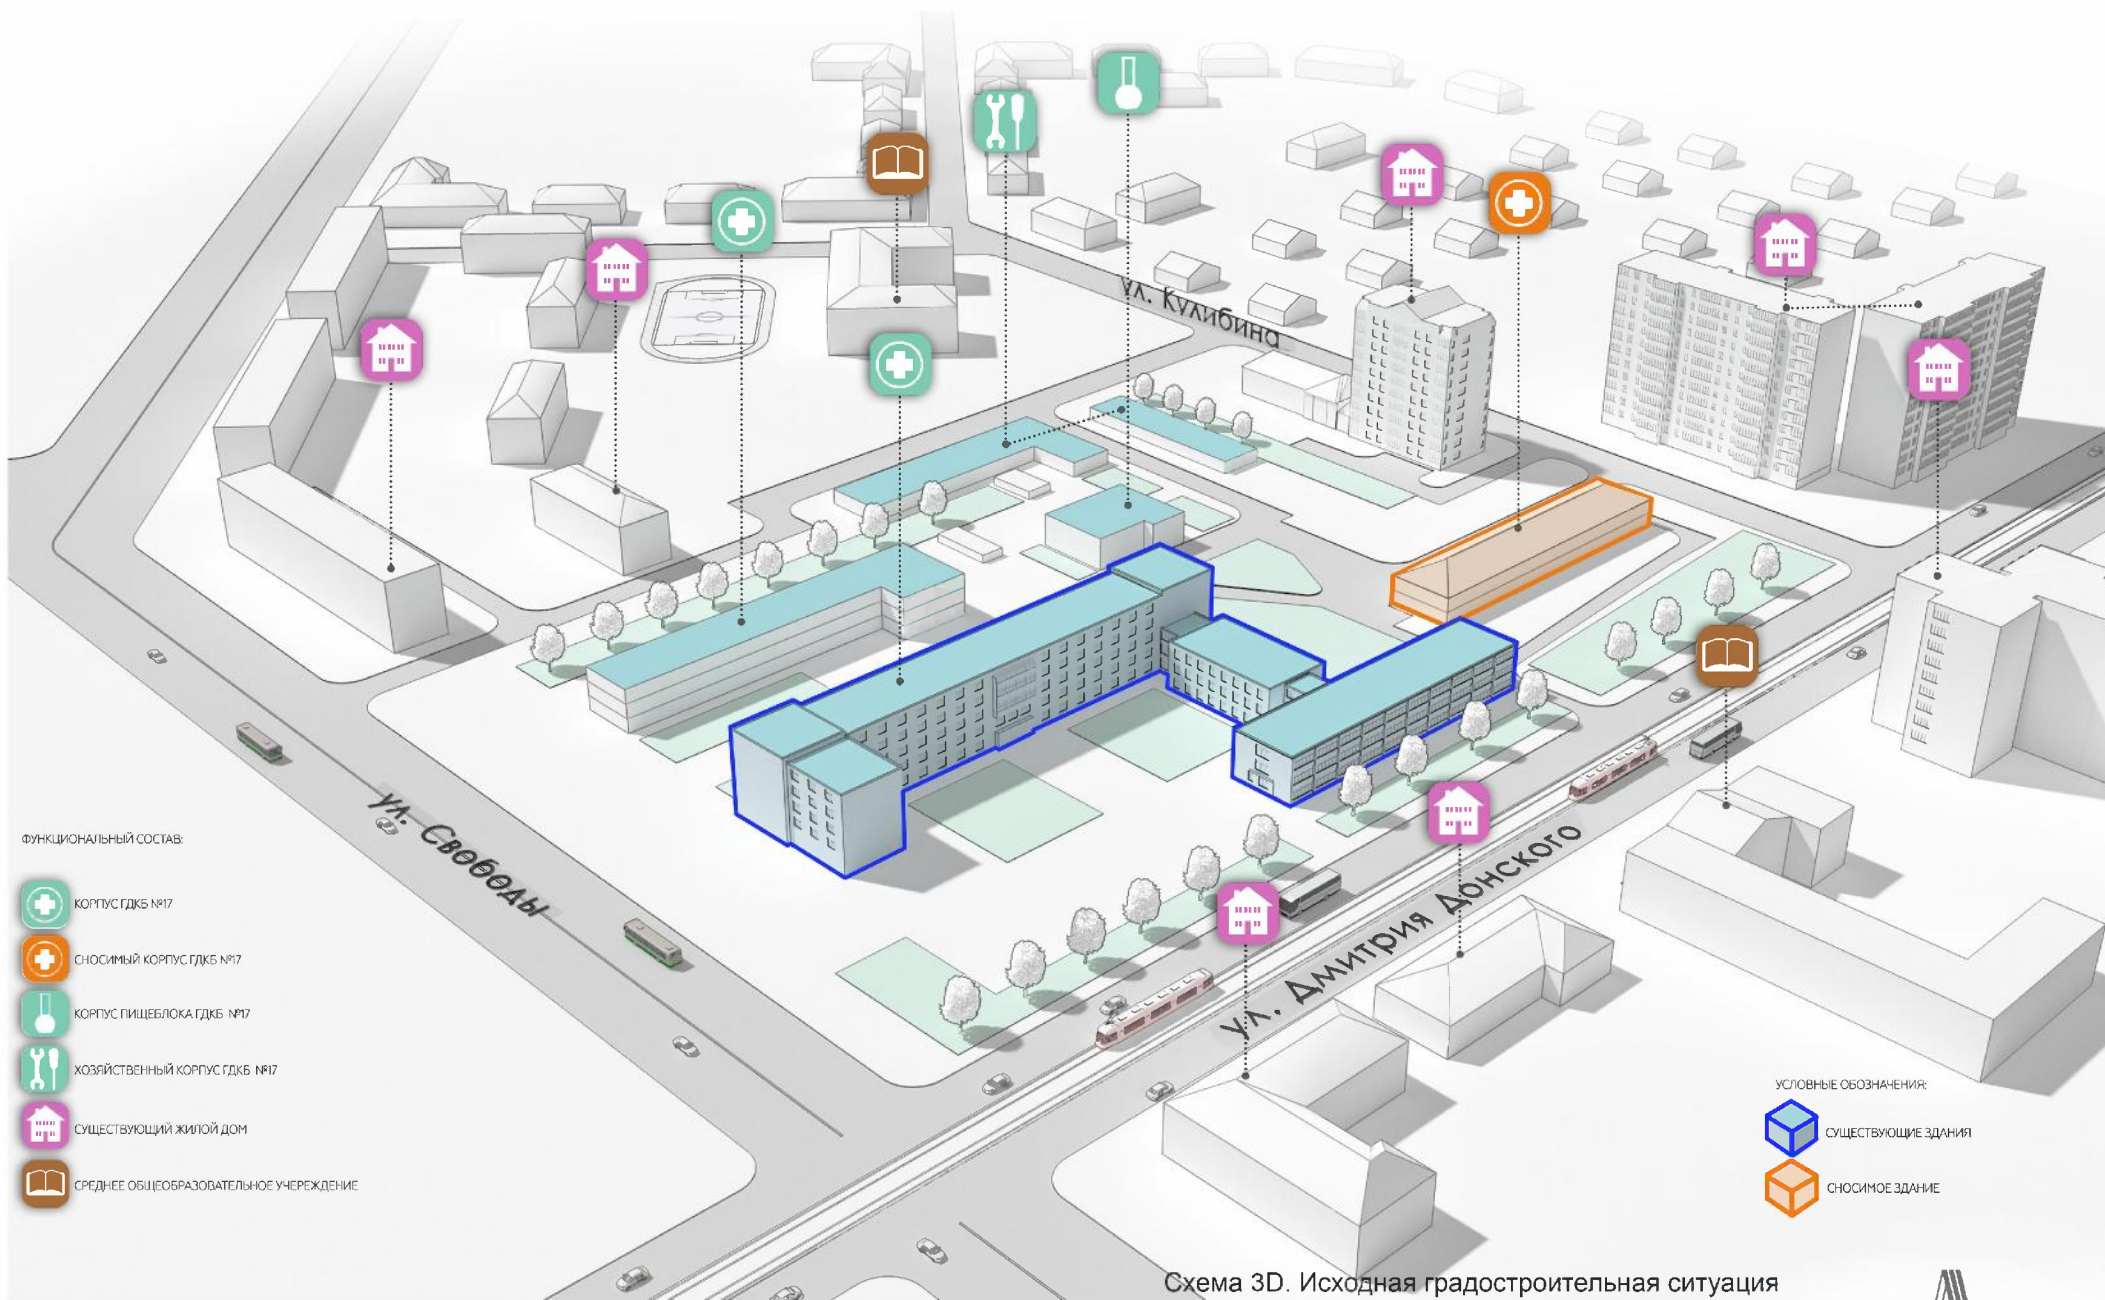 ул. Кулибина
ул. Свободы
ул. Дмитрия Донского
ФУНКЦИОНАЛЬНЫЙ СОСТАВ:
КОРПУС ГДКБ №17
СНОСИМЫЙ КОРПУС ГДКБ №17
КОРПУС ПИЩЕБЛОКА ГДКБ №17
ХОЗЯЙСТВЕННЫЙ КОРПУС ГДКБ №17
СУЩЕСТВУЮЩИЙ ЖИЛОЙ ДОМ
СРЕДНЕЕ ОБЩЕОБРАЗОВАТЕЛЬНОЕ УЧЕРЕЖДЕНИЕ
УСЛОВНЫЕ ОБОЗНАЧЕНИЯ:
СУЩЕСТВУЮЩИЕ ЗДАНИЯ
СНОСИМОЕ ЗДАНИЕ
Схема 3D. Исходная градостроительная ситуация